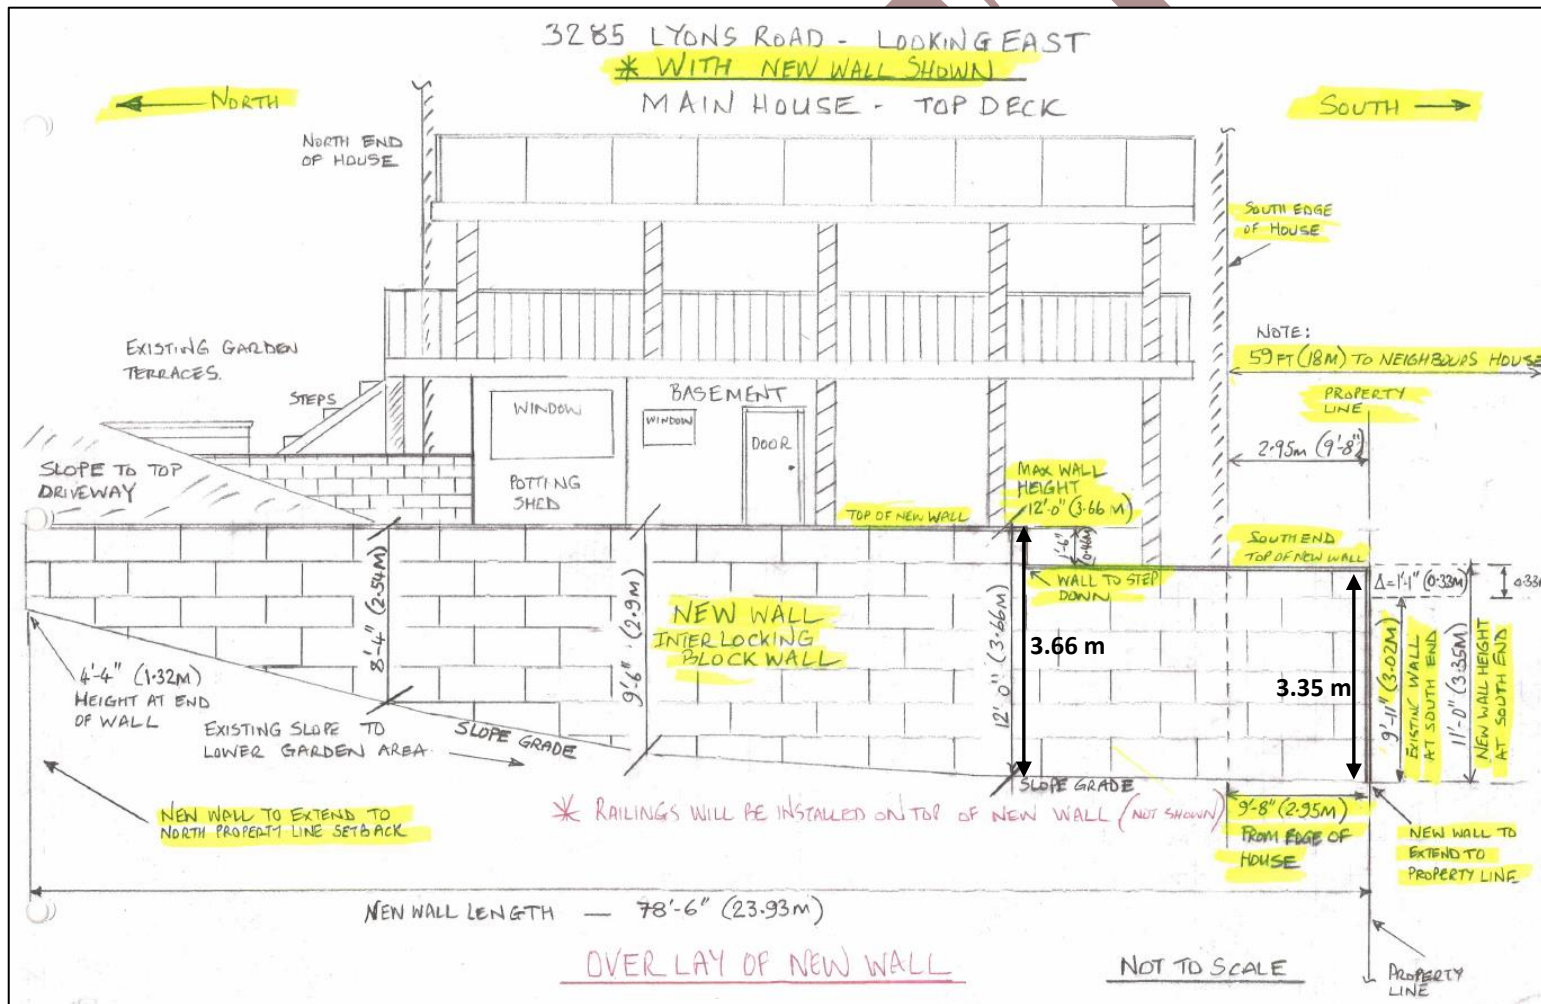 3285 LYONS ROAD - LOOKING EAST
* WITH NEW WALL SHOWN
MAIN HOUSE - TOP DECK
NORTH
SOUTH
NORTH END
OF HOUSE
SOUTH EDGE
OF HOUSE
NOTE:
59 FT (18M) TO NEIGHBOURS HOUSE
PROPERTY
LINE
2.95m (9'-8")
EXISTING GARDEN
TERRACES.
STEPS
WINDOW
BASEMENT
WINDOW
DOOR
POTTING
SHED
SLOPE TO TOP
DRIVEWAY
MAX WALL
HEIGHT
12'-0" (3.66 M)
TOP OF NEW WALL
1'-6"
(0.46M)
SOUTH END
TOP OF NEW WALL
WALL TO STEP
DOWN
Δ=1'-1" (0.33M)
0.33M
8'-4" (2.54M)
9'-6" (2.9M)
NEW WALL
INTERLOCKING
BLOCK WALL
12'-0" (3.66M)
3.66 m
3.35 m
9'-11" (3.02M)
EXISTING WALL
AT SOUTH END
11'-0" (3.35M)
NEW WALL HEIGHT
AT SOUTH END
4'-4" (1.32M)
HEIGHT AT END
OF WALL
EXISTING SLOPE TO
LOWER GARDEN AREA.
SLOPE GRADE
SLOPE GRADE
NEW WALL TO EXTEND TO
NORTH PROPERTY LINE SETBACK
* RAILINGS WILL BE INSTALLED ON TOP OF NEW WALL (NOT SHOWN)
9'-8" (2.95M)
FROM EDGE OF
HOUSE
NEW WALL TO
EXTEND TO
PROPERTY LINE
NEW WALL LENGTH — 78'-6" (23.93M)
OVERLAY OF NEW WALL
NOT TO SCALE
PROPERTY
LINE